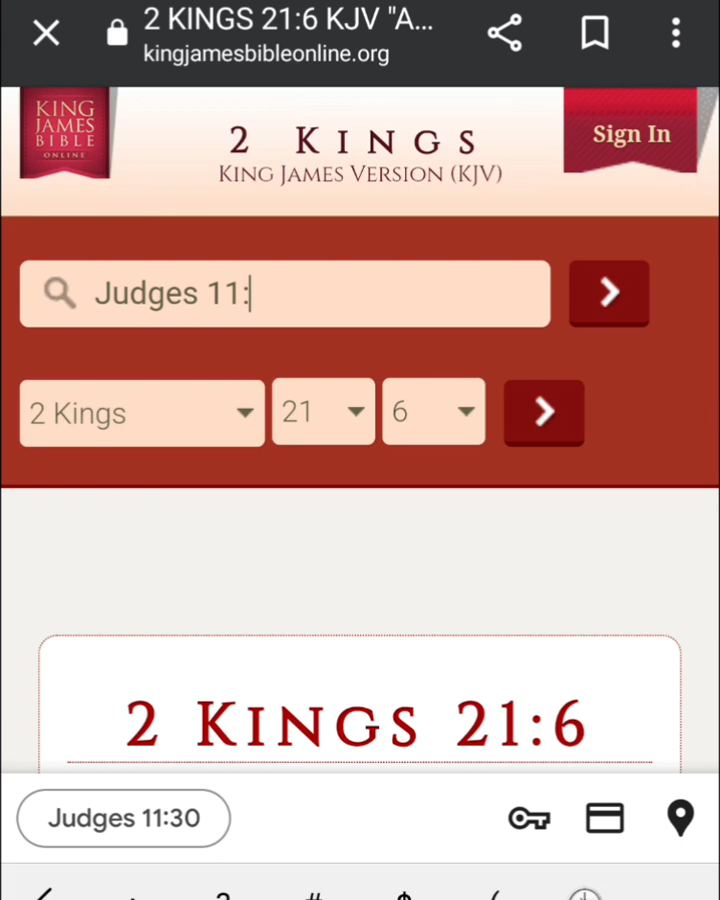 2 KINGS 21:6 KJV "A...
kingjamesbibleonline.org
KING
JAMES
BIBLE
ONLINE
2 KINGS
KING JAMES VERSION (KJV)
Sign In
Judges 11:
2 Kings
21
6
2 KINGS 21:6
Judges 11:30